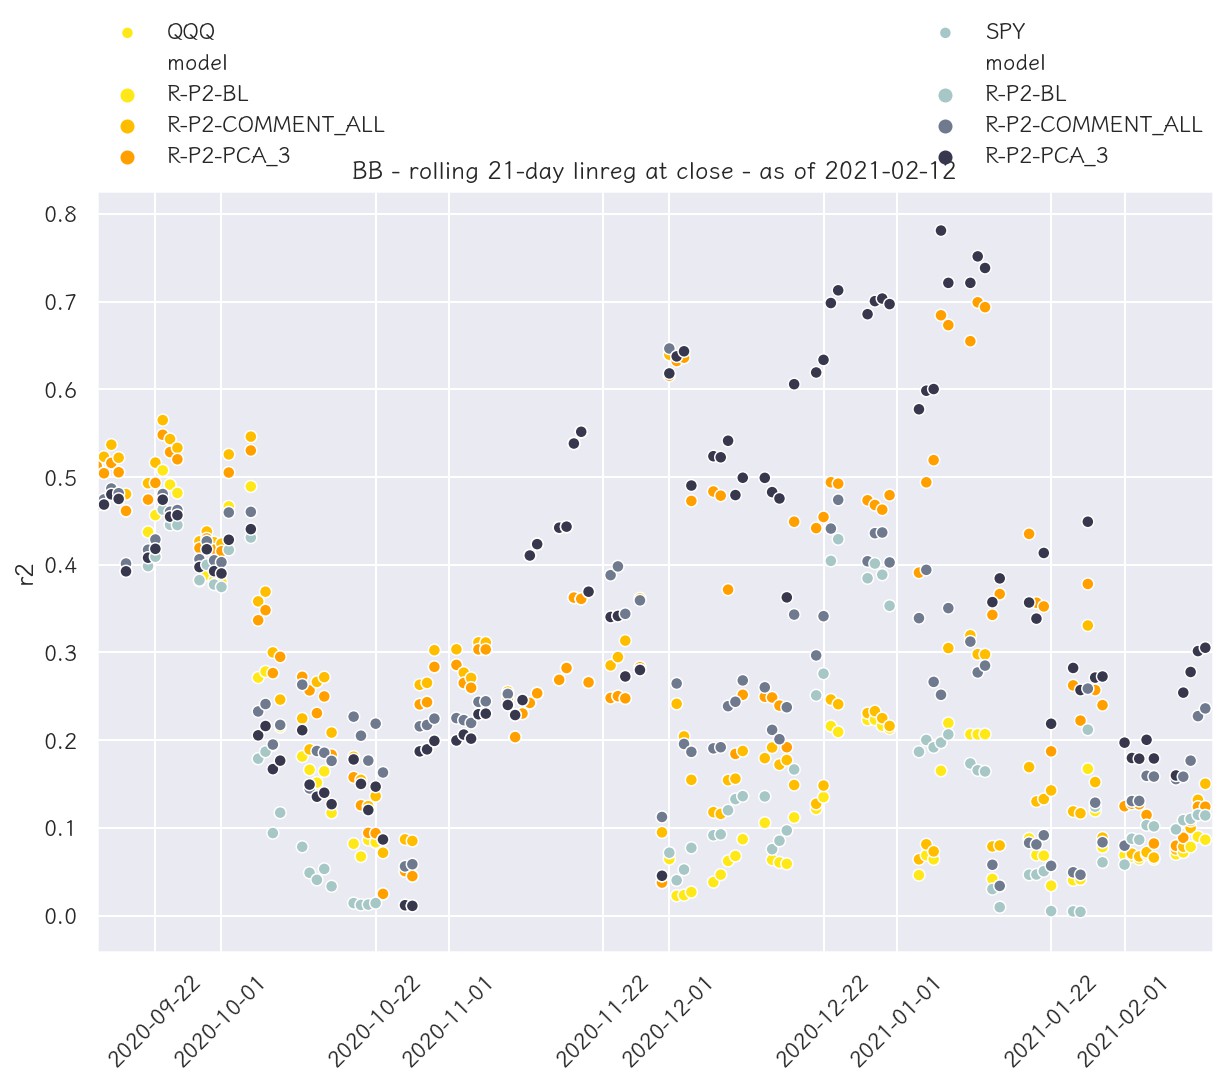 QQQ
model
R-P2-BL
R-P2-COMMENT_ALL
R-P2-PCA_3
SPY
model
R-P2-BL
R-P2-COMMENT_ALL
R-P2-PCA_3
BB - rolling 21-day linreg at close - as of 2021-02-12
0.8
0.7
0.6
0.5
0.4
0.3
0.2
0.1
0.0
r2
2020-09-22
2020-10-01
2020-10-22
2020-11-01
2020-11-22
2020-12-01
2020-12-22
2021-01-01
2021-01-22
2021-02-01